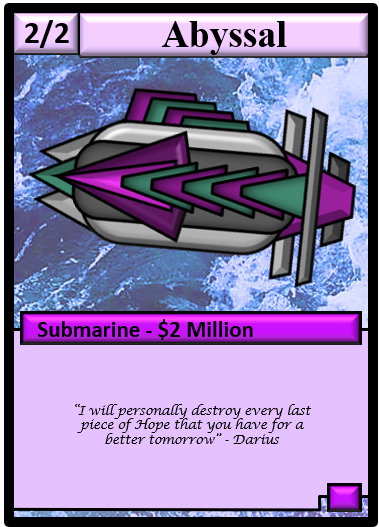 2/2 Abyssal
Submarine - $2 Million
"I will personally destroy every last
piece of Hope that you have for a
better tomorrow" - Darius